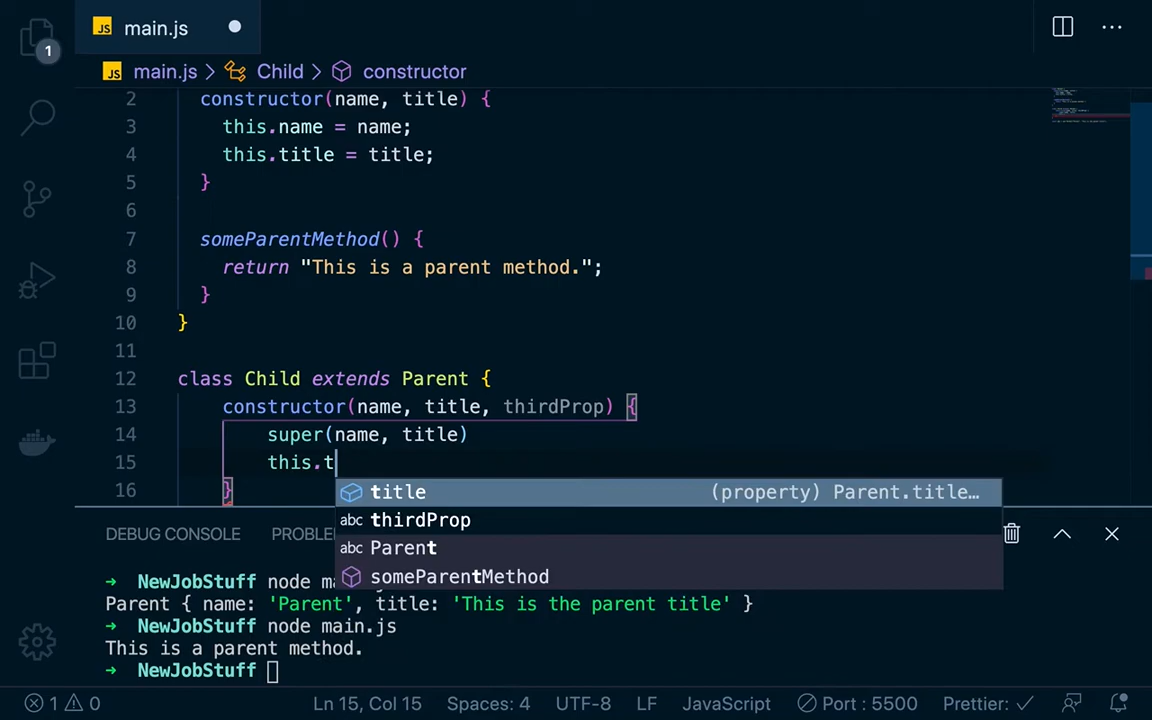 JS main.js
1
JS main.js > Child > constructor
2 constructor(name, title) {
3 this.name = name;
4 this.title = title;
5 }
6
7 someParentMethod() {
8 return "This is a parent method.";
9 }
10 }
11
12 class Child extends Parent {
13 constructor(name, title, thirdProp) {
14 super(name, title)
15 this.t
16 }
title (property) Parent.title…
abc thirdProp
abc Parent
someParentMethod
DEBUG CONSOLE PROBLE
→ NewJobStuff node ma
Parent { name: 'Parent', title: 'This is the parent title' }
→ NewJobStuff node main.js
This is a parent method.
→ NewJobStuff
1 0 Ln 15, Col 15 Spaces: 4 UTF-8 LF JavaScript Port : 5500 Prettier: ✓